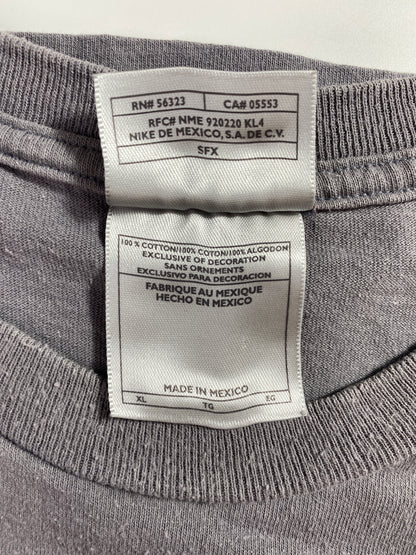 RN# 56323 CA# 05553
RFC# NME 920220 KL4
NIKE DE MEXICO, S.A. DE C.V.
SFX
100 % COTTON/100% COTON/100% ALGODON
EXCLUSIVE OF DECORATION
SANS ORNEMENTS
EXCLUSIVO PARA DECORACION
FABRIQUE AU MEXIQUE
HECHO EN MEXICO
MADE IN MEXICO
XL TG EG